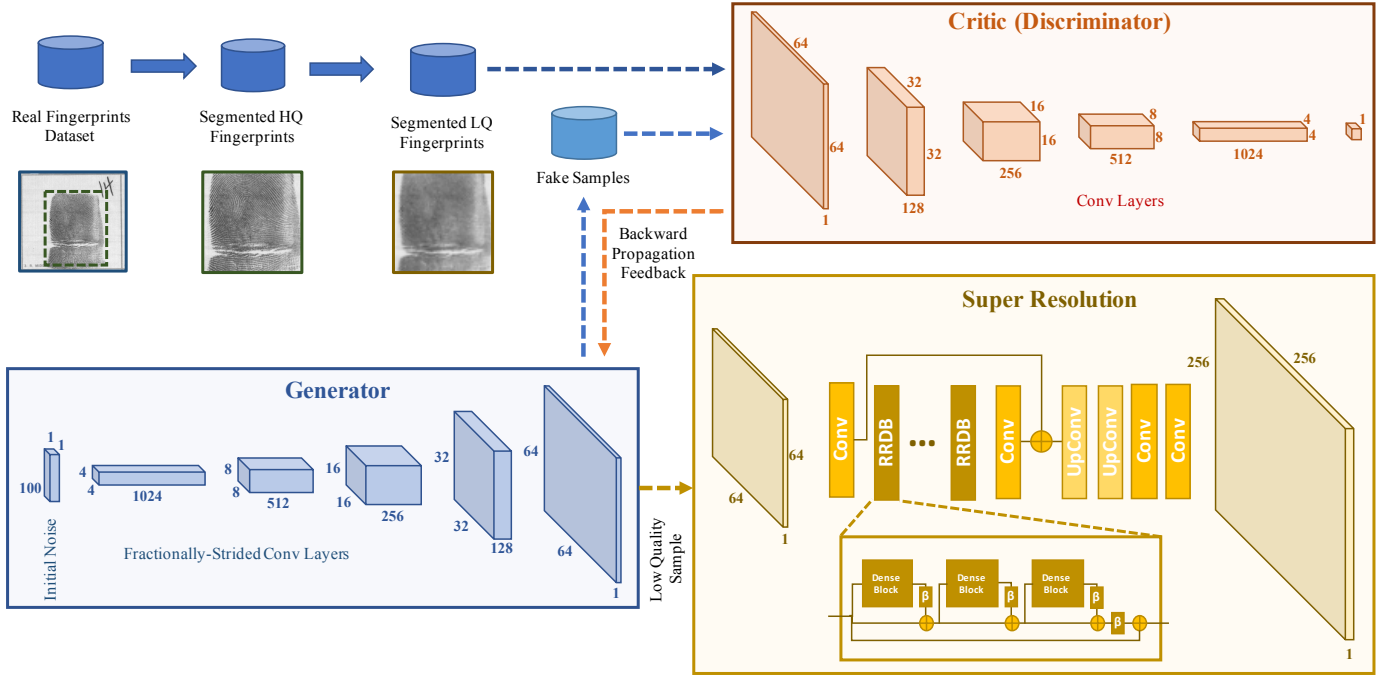 Real Fingerprints
Dataset
Segmented HQ
Fingerprints
Segmented LQ
Fingerprints
Fake Samples
Critic (Discriminator)
64
64
1
32
32
128
16
16
256
8
8
512
4
4
1024
1
Conv Layers
Backward
Propagation
Feedback
Generator
1
1
100
Initial Noise
4
4
1024
8
8
512
16
16
256
32
32
128
64
64
1
Fractionally-Strided Conv Layers
Low Quality
Sample
Super Resolution
64
64
1
Conv
RRDB
...
RRDB
Conv
UpConv
UpConv
Conv
Conv
256
256
1
Dense
Block
β
Dense
Block
β
Dense
Block
β
β